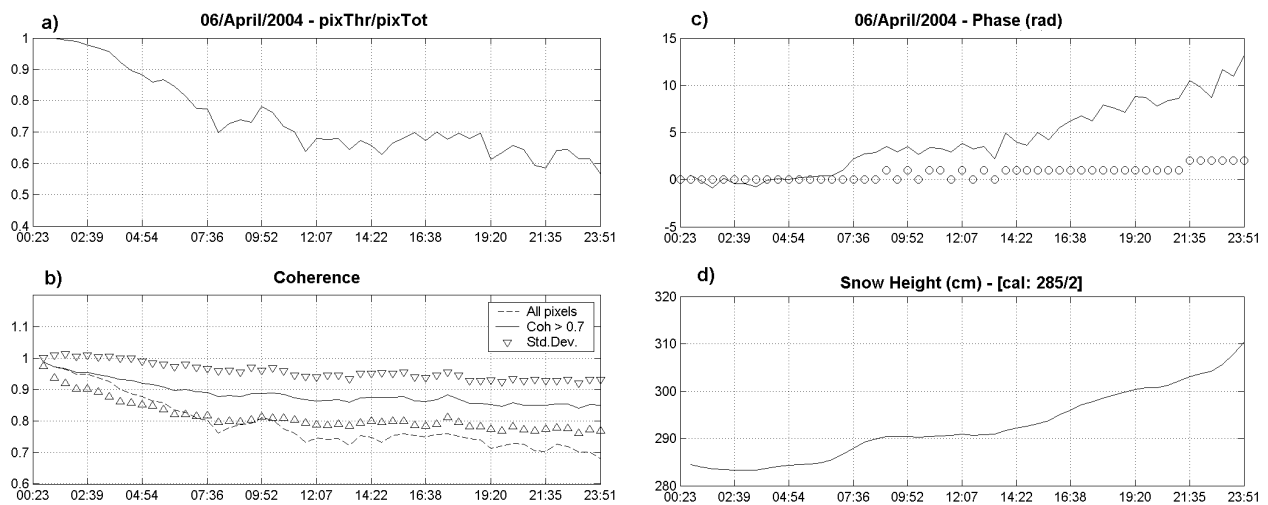 a)
06/April/2004 - pixThr/pixTot
1
0.9
0.8
0.7
0.6
0.5
0.4
00:23 02:39 04:54 07:36 09:52 12:07 14:22 16:38 19:20 21:35 23:51
b)
Coherence
1.1
1
0.9
0.8
0.7
0.6
All pixels
Coh > 0.7
Std.Dev.
00:23 02:39 04:54 07:36 09:52 12:07 14:22 16:38 19:20 21:35 23:51
c)
06/April/2004 - Phase (rad)
15
10
5
0
-5
00:23 02:39 04:54 07:36 09:52 12:07 14:22 16:38 19:20 21:35 23:51
d)
Snow Height (cm) - [cal: 285/2]
320
310
300
290
280
00:23 02:39 04:54 07:36 09:52 12:07 14:22 16:38 19:20 21:35 23:51